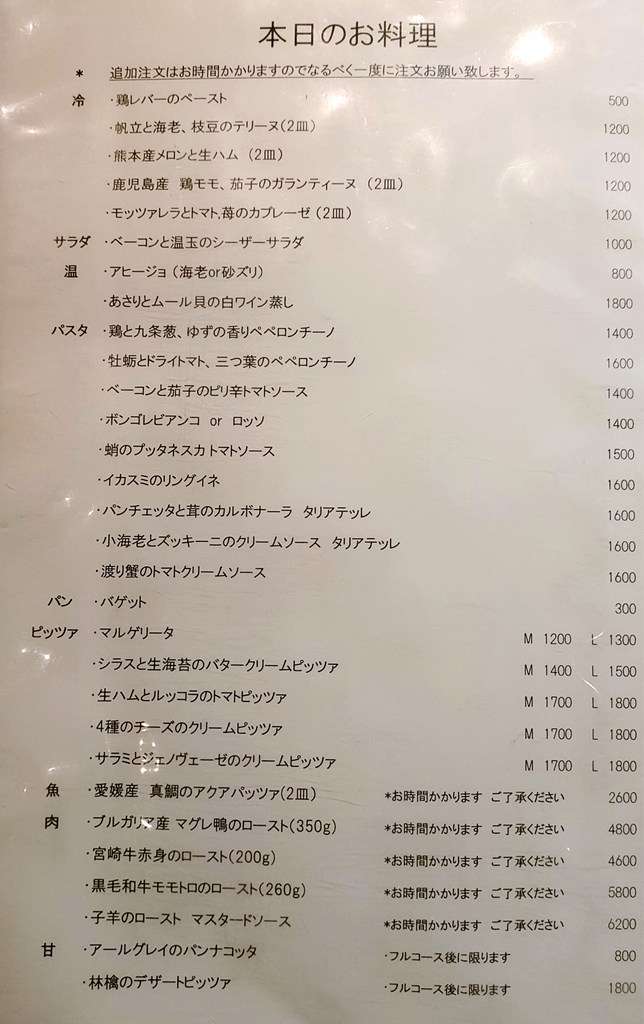 本日のお料理
* 追加注文はお時間かかりますのでなるべく一度に注文お願い致します。
冷 ・鶏レバーのペースト 500
・帆立と海老、枝豆のテリーヌ(2皿) 1200
・熊本産メロンと生ハム (2皿) 1200
・鹿児島産 鶏モモ、茄子のガランティーヌ (2皿) 1200
・モッツァレラとトマト,苺のカプレーゼ (2皿) 1200
サラダ ・ベーコンと温玉のシーザーサラダ 1000
温 ・アヒージョ (海老or砂ズリ) 800
・あさりとムール貝の白ワイン蒸し 1800
パスタ ・鶏と九条葱、ゆずの香りペペロンチーノ 1400
・牡蛎とドライトマト、三つ葉のペペロンチーノ 1600
・ベーコンと茄子のピリ辛トマトソース 1400
・ボンゴレビアンコ or ロッソ 1400
・蛸のプッタネスカトマトソース 1500
・イカスミのリングイネ 1600
・パンチェッタと茸のカルボナーラ タリアテッレ 1600
・小海老とズッキーニのクリームソース タリアテッレ 1600
・渡り蟹のトマトクリームソース 1600
パン ・バゲット 300
ピッツァ ・マルゲリータ M 1200 L 1300
・シラスと生海苔のバタークリームピッツァ M 1400 L 1500
・生ハムとルッコラのトマトピッツァ M 1700 L 1800
・4種のチーズのクリームピッツァ M 1700 L 1800
・サラミとジェノヴェーゼのクリームピッツァ M 1700 L 1800
魚 ・愛媛産 真鯛のアクアパッツァ(2皿) *お時間かかります ご了承ください 2600
肉 ・ブルガリア産 マグレ鴨のロースト(350g) *お時間かかります ご了承ください 4800
・宮崎牛赤身のロースト(200g) *お時間かかります ご了承ください 4600
・黒毛和牛モモトロのロースト(260g) *お時間かかります ご了承ください 5800
・子羊のロースト マスタードソース *お時間かかります ご了承ください 6200
甘 ・アールグレイのパンナコッタ ・フルコース後に限ります 800
・林檎のデザートピッツァ ・フルコース後に限ります 1800